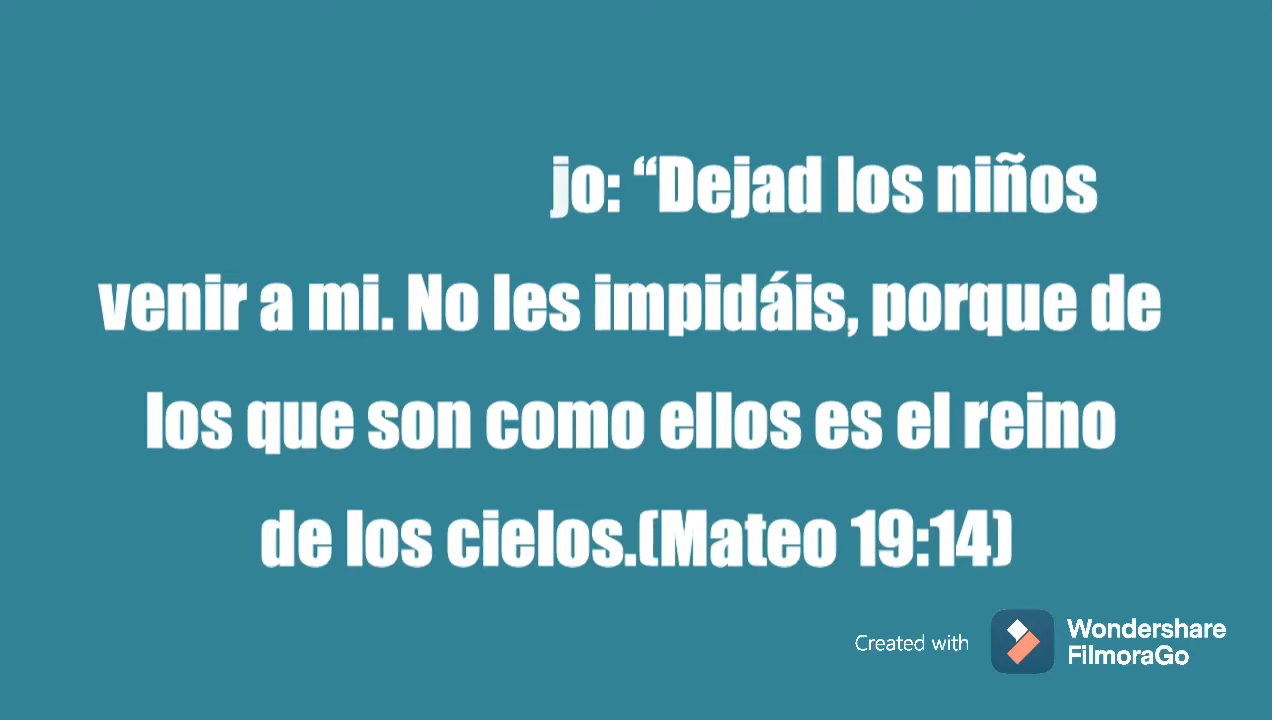 jo: “Dejad los niños
venir a mi. No les impidáis, porque de
los que son como ellos es el reino
de los cielos.(Mateo 19:14)
Created with
Wondershare
FilmoraGo